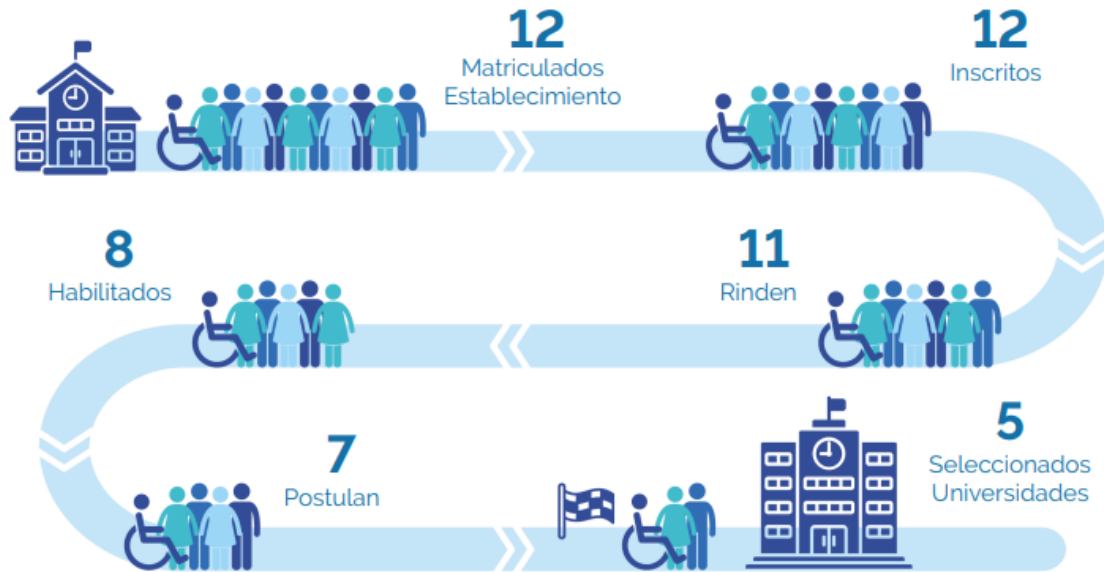 12
Matriculados
Establecimiento
12
Inscritos
11
Rinden
8
Habilitados
7
Postulan
5
Seleccionados
Universidades